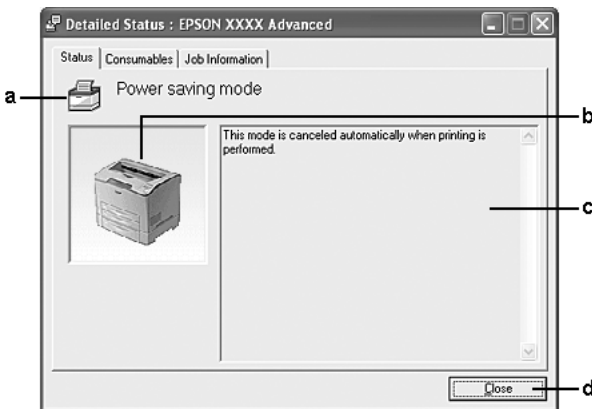 Detailed Status : EPSON XXXX Advanced
Status Consumables Job Information
a
Power saving mode
b
This mode is canceled automatically when printing is
performed.
c
Close
d